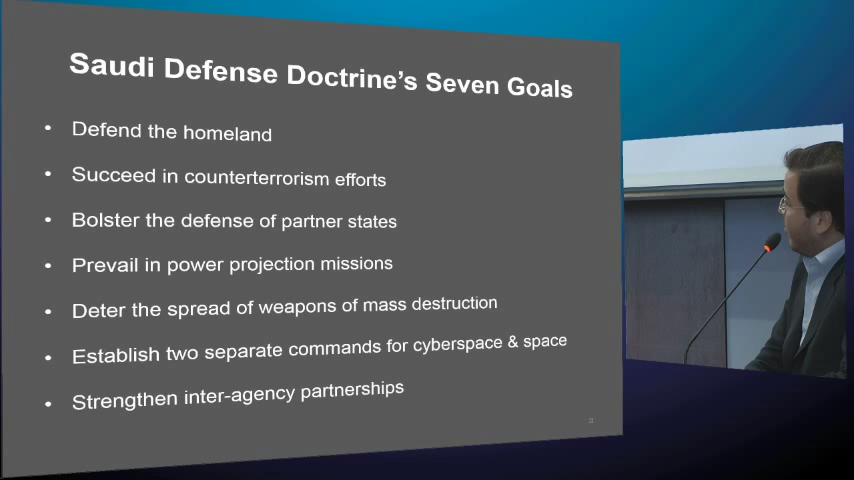 Saudi Defense Doctrine's Seven Goals
• Defend the homeland
• Succeed in counterterrorism efforts
• Bolster the defense of partner states
• Prevail in power projection missions
• Deter the spread of weapons of mass destruction
• Establish two separate commands for cyberspace & space
• Strengthen inter-agency partnerships